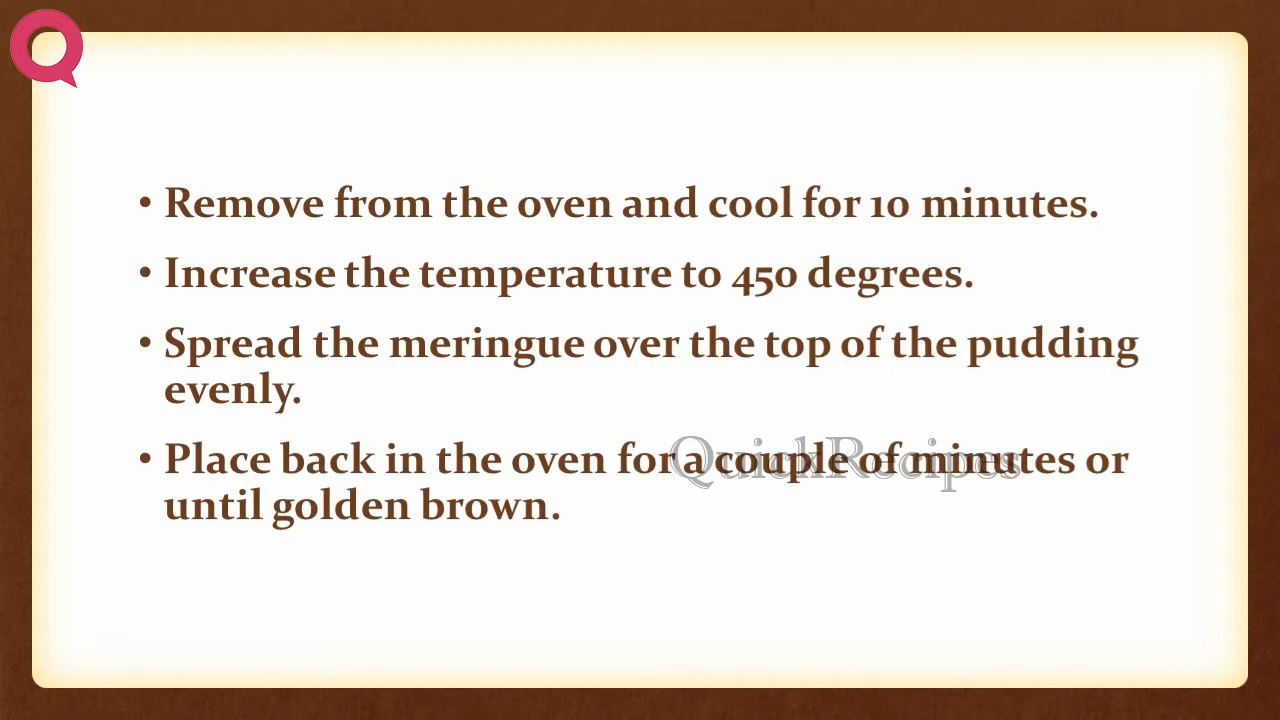 • Remove from the oven and cool for 10 minutes.
• Increase the temperature to 450 degrees.
• Spread the meringue over the top of the pudding
evenly.
• Place back in the oven for a couple of minutes or
until golden brown.
QuickRecipes